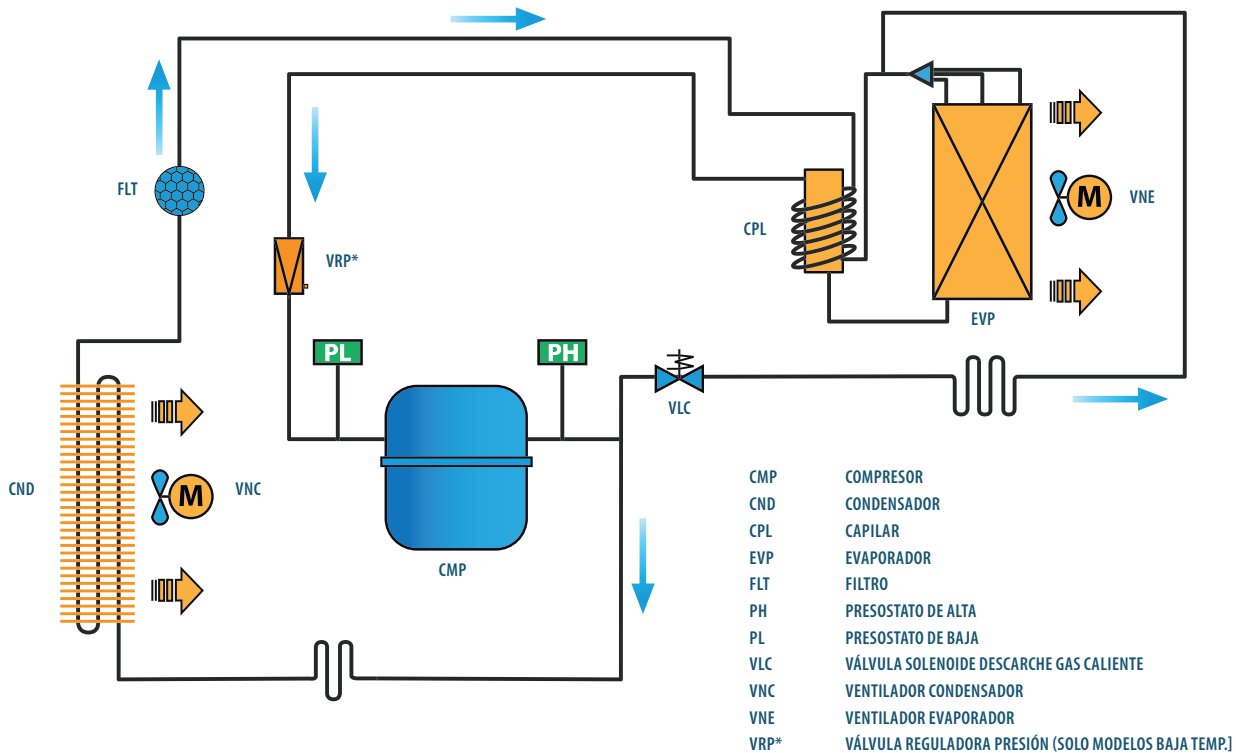 FLT
CPL
M
VNE
VRP*
EVP
PL
PH
VLC
CND
M
VNC
CMP
CMP COMPRESOR
CND CONDENSADOR
CPL CAPILAR
EVP EVAPORADOR
FLT FILTRO
PH PRESOSTATO DE ALTA
PL PRESOSTATO DE BAJA
VLC VÁLVULA SOLENOIDE DESCARCHE GAS CALIENTE
VNC VENTILADOR CONDENSADOR
VNE VENTILADOR EVAPORADOR
VRP* VÁLVULA REGULADORA PRESIÓN (SOLO MODELOS BAJA TEMP.]